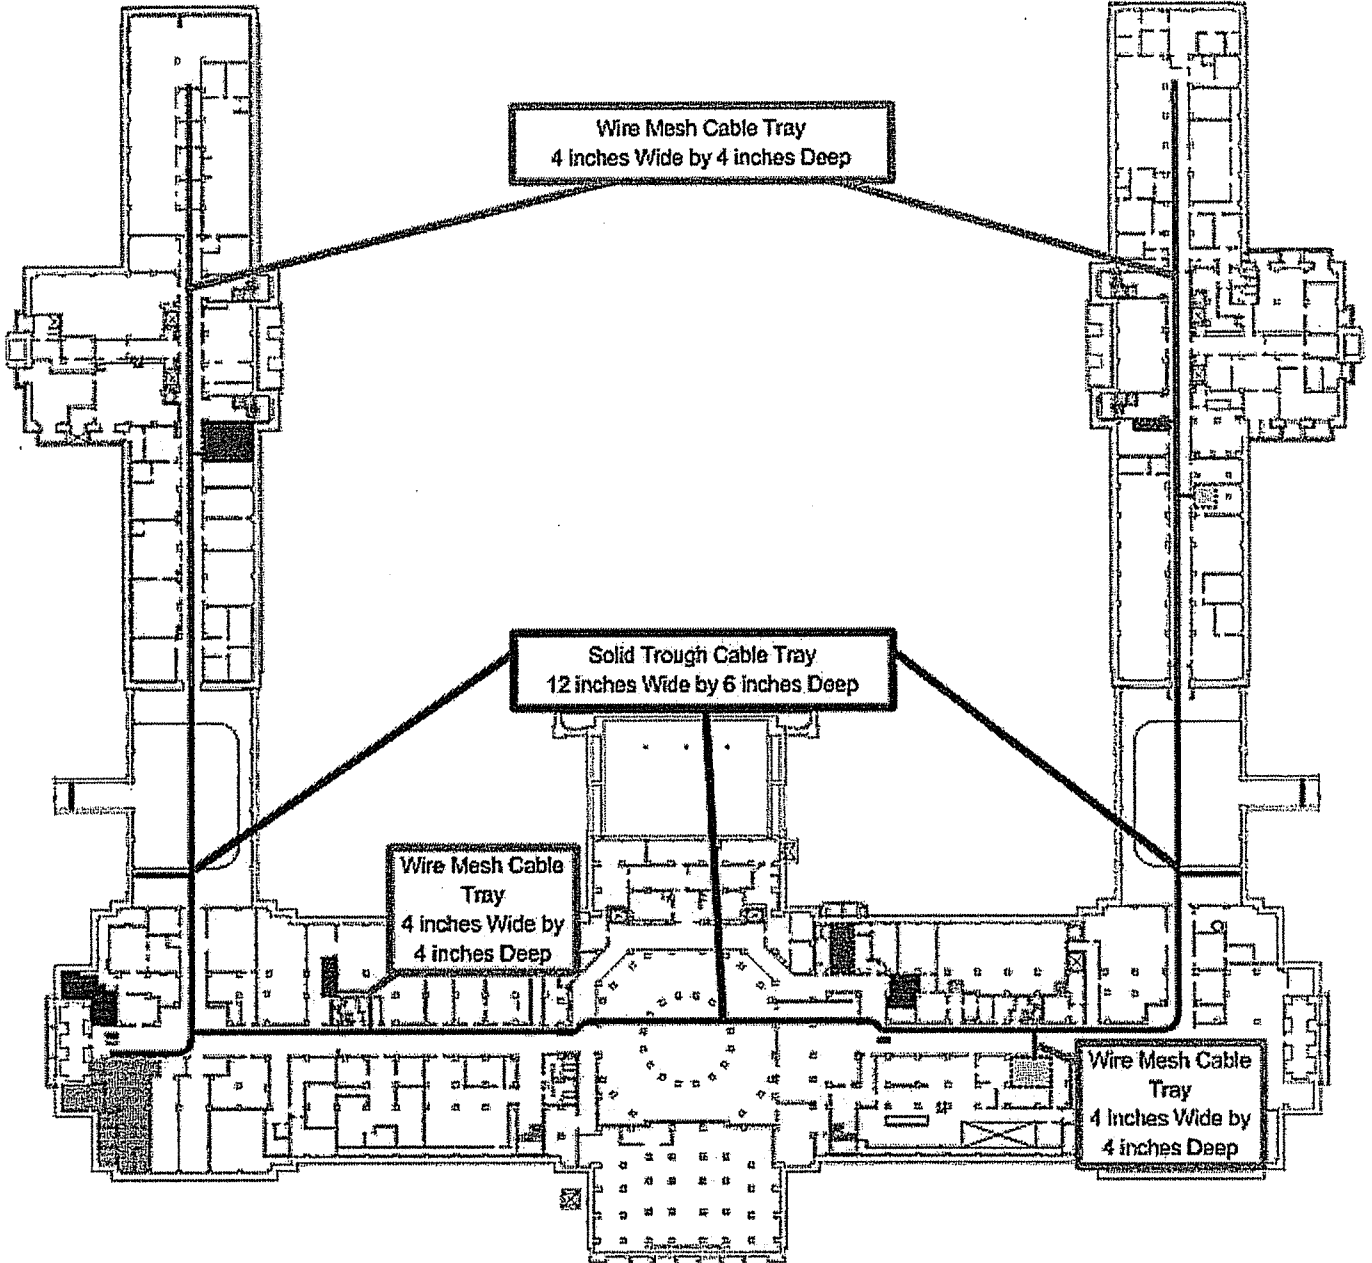 Wire Mesh Cable Tray
4 inches Wide by 4 inches Deep
Solid Trough Cable Tray
12 inches Wide by 6 inches Deep
Wire Mesh Cable
Tray
4 inches Wide by
4 inches Deep
Wire Mesh Cable
Tray
4 inches Wide by
4 inches Deep